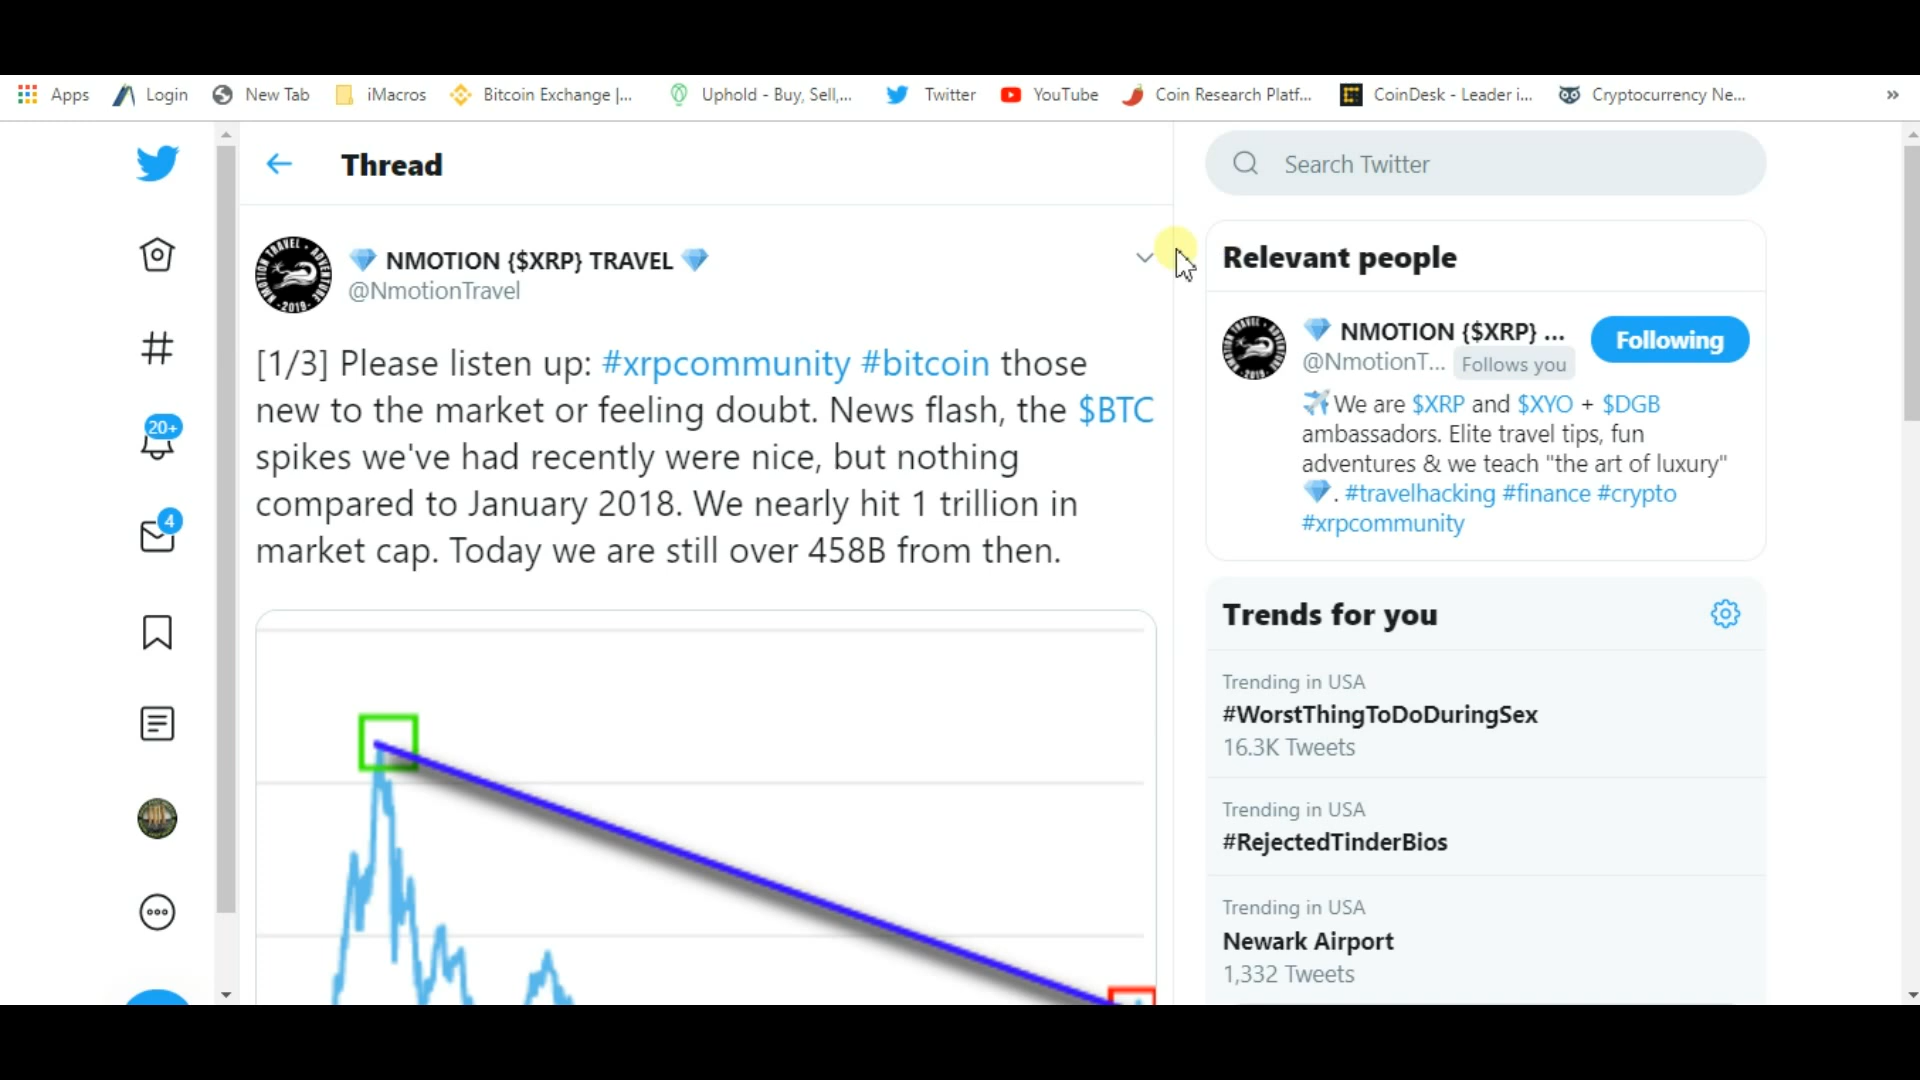 Apps Login New Tab iMacros Bitcoin Exchange |... Uphold - Buy, Sell,... Twitter YouTube Coin Research Platf... CoinDesk - Leader i... Cryptocurrency Ne... »
Thread
NMOTION {$XRP} TRAVEL
@NmotionTravel
[1/3] Please listen up: #xrpcommunity #bitcoin those
new to the market or feeling doubt. News flash, the $BTC
spikes we've had recently were nice, but nothing
compared to January 2018. We nearly hit 1 trillion in
market cap. Today we are still over 458B from then.
20+
4
Search Twitter
Relevant people
NMOTION {$XRP} ...
Following
@NmotionT... Follows you
We are $XRP and $XYO + $DGB
ambassadors. Elite travel tips, fun
adventures & we teach "the art of luxury"
. #travelhacking #finance #crypto
#xrpcommunity
Trends for you
Trending in USA
#WorstThingToDoDuringSex
16.3K Tweets
Trending in USA
#RejectedTinderBios
Trending in USA
Newark Airport
1,332 Tweets